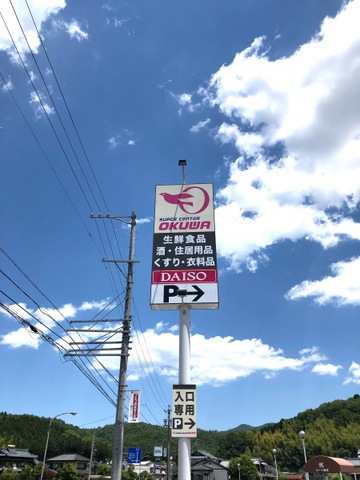 SUPER CENTER
OKUWA
生鮮食品
酒・住居用品
くすり・衣料品
DAISO
P→
入口
専用
P→